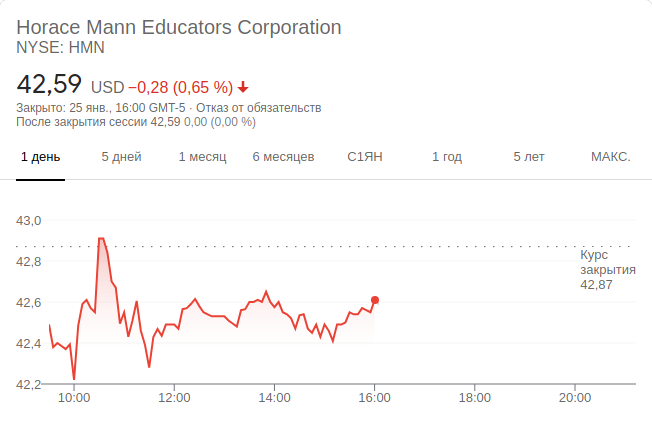 Horace Mann Educators Corporation
NYSE: HMN
42,59 USD −0,28 (0,65 %)
Закрыто: 25 янв., 16:00 GMT-5 · Отказ от обязательств
После закрытия сессии 42,59 0,00 (0,00 %)
1 день 5 дней 1 месяц 6 месяцев С1ЯН 1 год 5 лет МАКС.
43,0
42,8
42,6
42,4
42,2
Курс
закрытия
42,87
10:00 12:00 14:00 16:00 18:00 20:00